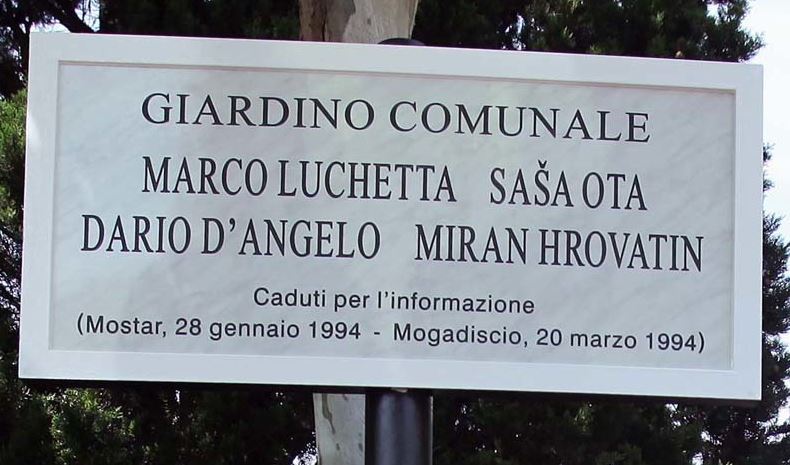 GIARDINO COMUNALE
MARCO LUCHETTA SAŠA OTA
DARIO D'ANGELO MIRAN HROVATIN
Caduti per l'informazione
(Mostar, 28 gennaio 1994 - Mogadiscio, 20 marzo 1994)